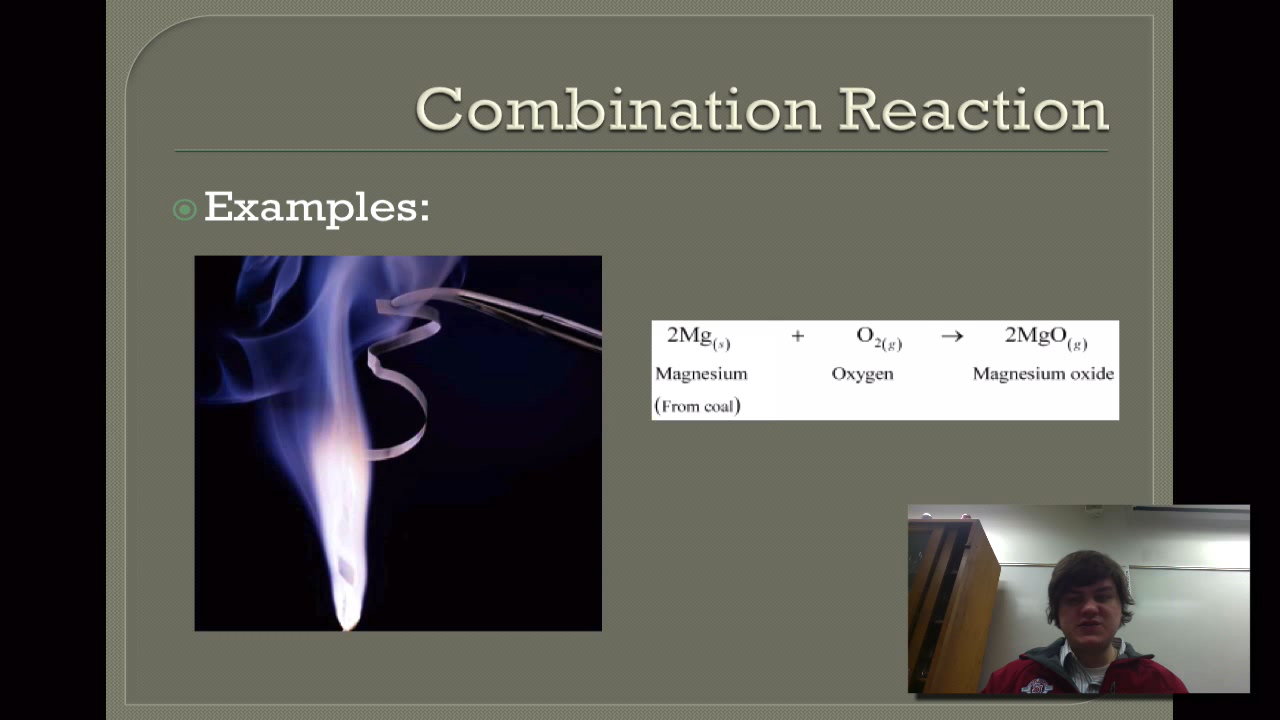 Combination Reaction
Examples:
2Mg(s) + O2(g) → 2MgO(g)
Magnesium Oxygen Magnesium oxide
(From coal)